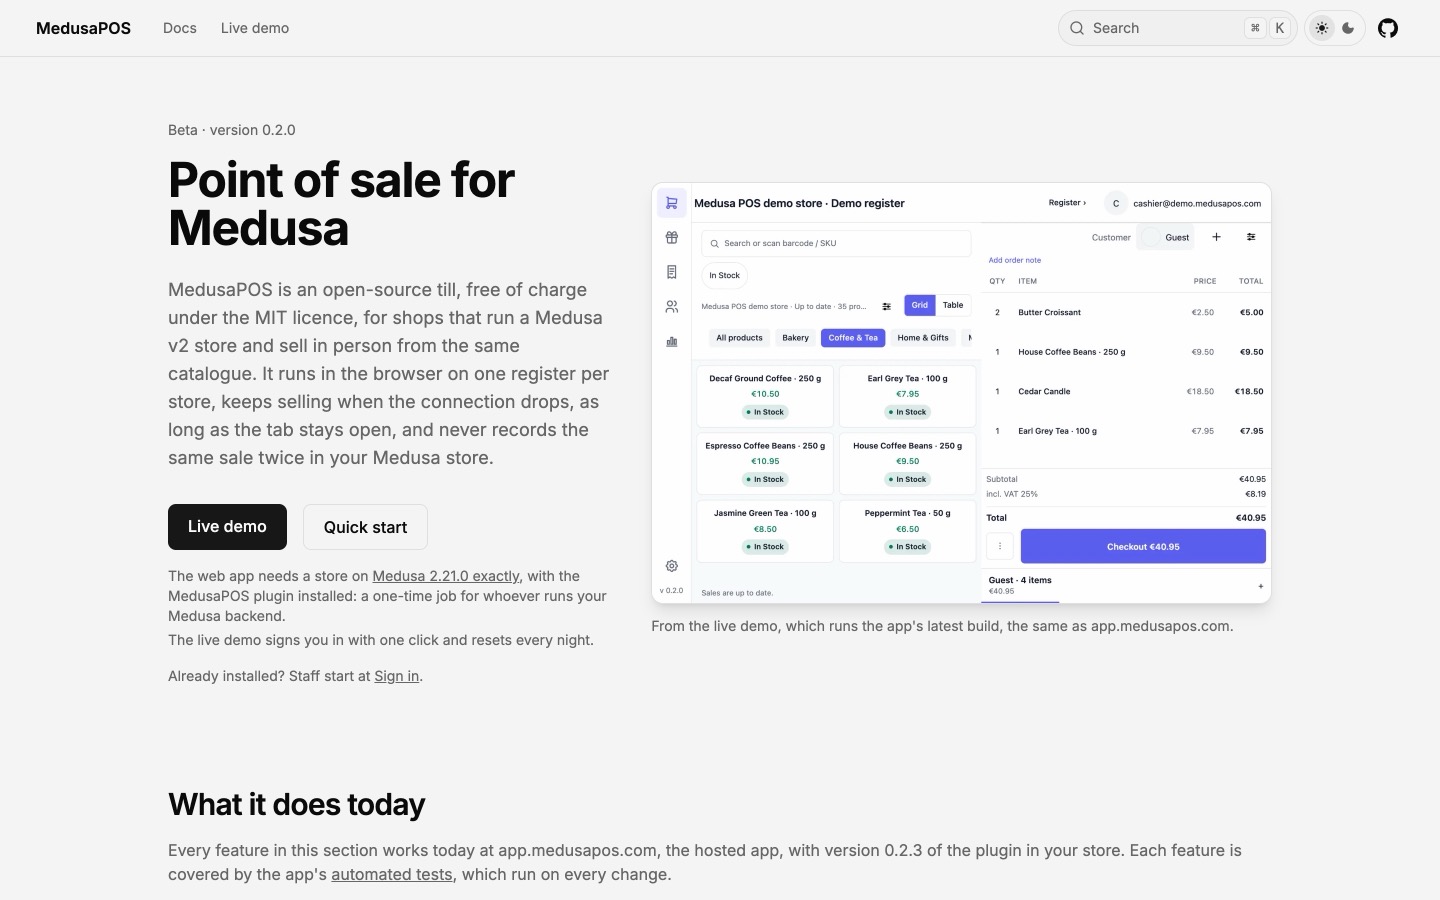 MedusaPOS
Docs
Live demo
Search
⌘ K
Beta · version 0.2.0
Point of sale for
Medusa
MedusaPOS is an open-source till, free of charge
under the MIT licence, for shops that run a Medusa
v2 store and sell in person from the same
catalogue. It runs in the browser on one register per
store, keeps selling when the connection drops, as
long as the tab stays open, and never records the
same sale twice in your Medusa store.
Live demo
Quick start
The web app needs a store on Medusa 2.21.0 exactly, with the
MedusaPOS plugin installed: a one-time job for whoever runs your
Medusa backend.
The live demo signs you in with one click and resets every night.
Already installed? Staff start at Sign in.
Medusa POS demo store · Demo register
Register ›
C
cashier@demo.medusapos.com
Search or scan barcode / SKU
In Stock
Medusa POS demo store · Up to date · 35 pro...
Grid
Table
All products
Bakery
Coffee & Tea
Home & Gifts
Decaf Ground Coffee · 250 g
€10.50
In Stock
Earl Grey Tea · 100 g
€7.95
In Stock
Espresso Coffee Beans · 250 g
€10.95
In Stock
House Coffee Beans · 250 g
€9.50
In Stock
Jasmine Green Tea · 100 g
€8.50
In Stock
Peppermint Tea · 50 g
€6.50
In Stock
v 0.2.0
Sales are up to date.
Customer
Guest
+
Add order note
QTY ITEM PRICE TOTAL
2 Butter Croissant €2.50 €5.00
1 House Coffee Beans · 250 g €9.50 €9.50
1 Cedar Candle €18.50 €18.50
1 Earl Grey Tea · 100 g €7.95 €7.95
Subtotal €40.95
incl. VAT 25% €8.19
Total €40.95
Checkout €40.95
Guest · 4 items
€40.95
+
From the live demo, which runs the app's latest build, the same as app.medusapos.com.
What it does today
Every feature in this section works today at app.medusapos.com, the hosted app, with version 0.2.3 of the plugin in your store. Each feature is
covered by the app's automated tests, which run on every change.